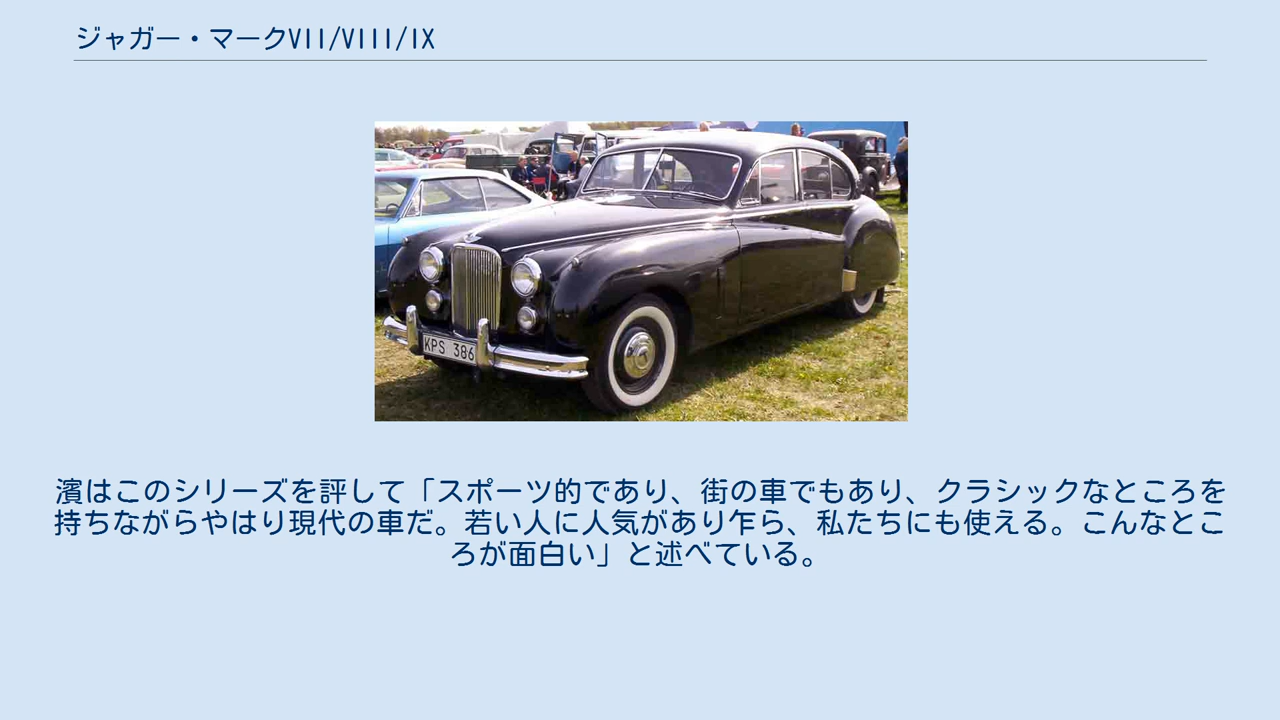 ジャガー・マークVII/VIII/IX
KPS 386
濱はこのシリーズを評して「スポーツ的であり、街の車でもあり、クラシックなところを
持ちながらやはり現代の車だ。若い人に人気があり乍ら、私たちにも使える。こんなとこ
ろが面白い」と述べている。